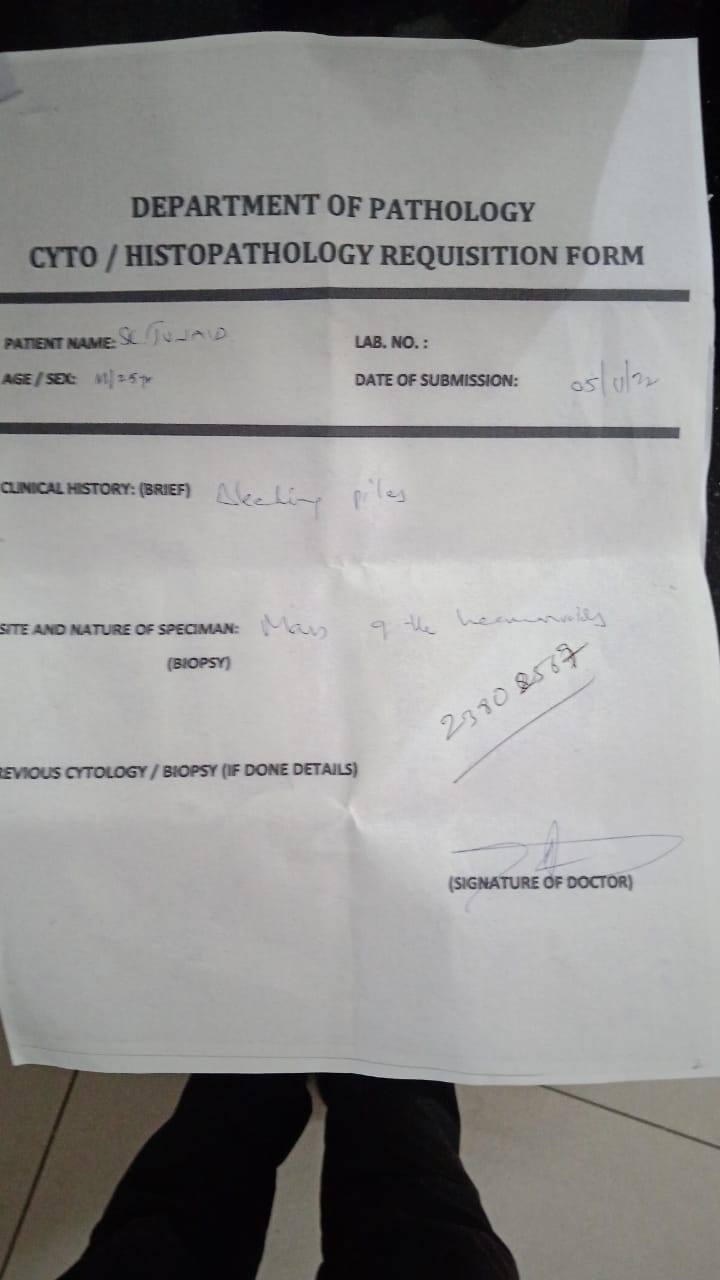 DEPARTMENT OF PATHOLOGY
CYTO / HISTOPATHOLOGY REQUISITION FORM
PATIENT NAME: SK JUNAID
LAB. NO. :
AGE / SEX: M/25yr
DATE OF SUBMISSION: 05/11/22
CLINICAL HISTORY: (BRIEF) Bleeding piles
SITE AND NATURE OF SPECIMAN: Mass of the
(BIOPSY)
23808567
EVIOUS CYTOLOGY / BIOPSY (IF DONE DETAILS)
(SIGNATURE OF DOCTOR)